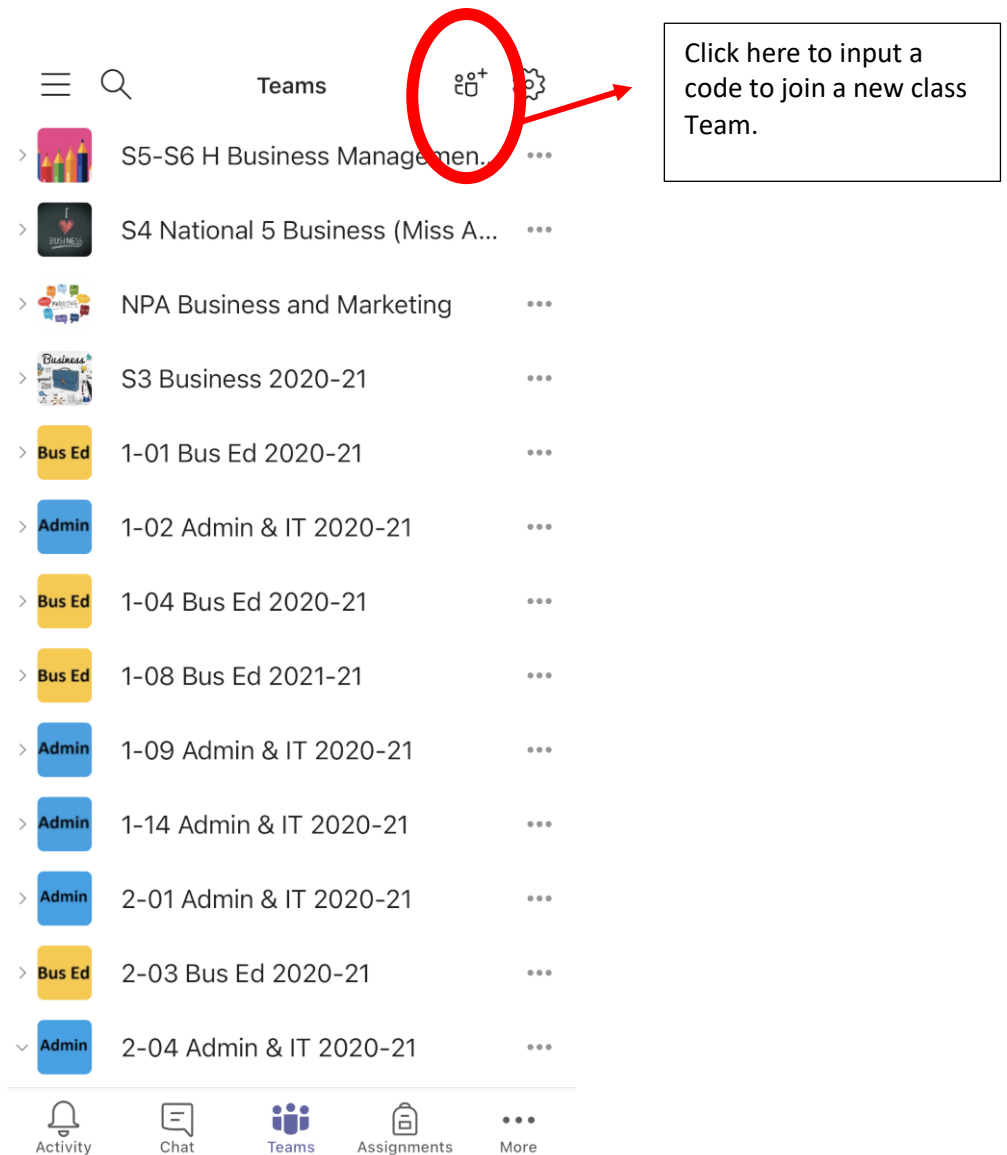 Teams
Click here to input a
code to join a new class
Team.
S5-S6 H Business Managemen...
I
BUSINESS
S4 National 5 Business (Miss A...
MARKETING
NPA Business and Marketing
Business
S3 Business 2020-21
Bus Ed 1-01 Bus Ed 2020-21
Admin 1-02 Admin & IT 2020-21
Bus Ed 1-04 Bus Ed 2020-21
Bus Ed 1-08 Bus Ed 2021-21
Admin 1-09 Admin & IT 2020-21
Admin 1-14 Admin & IT 2020-21
Admin 2-01 Admin & IT 2020-21
Bus Ed 2-03 Bus Ed 2020-21
Admin 2-04 Admin & IT 2020-21
Activity Chat Teams Assignments More